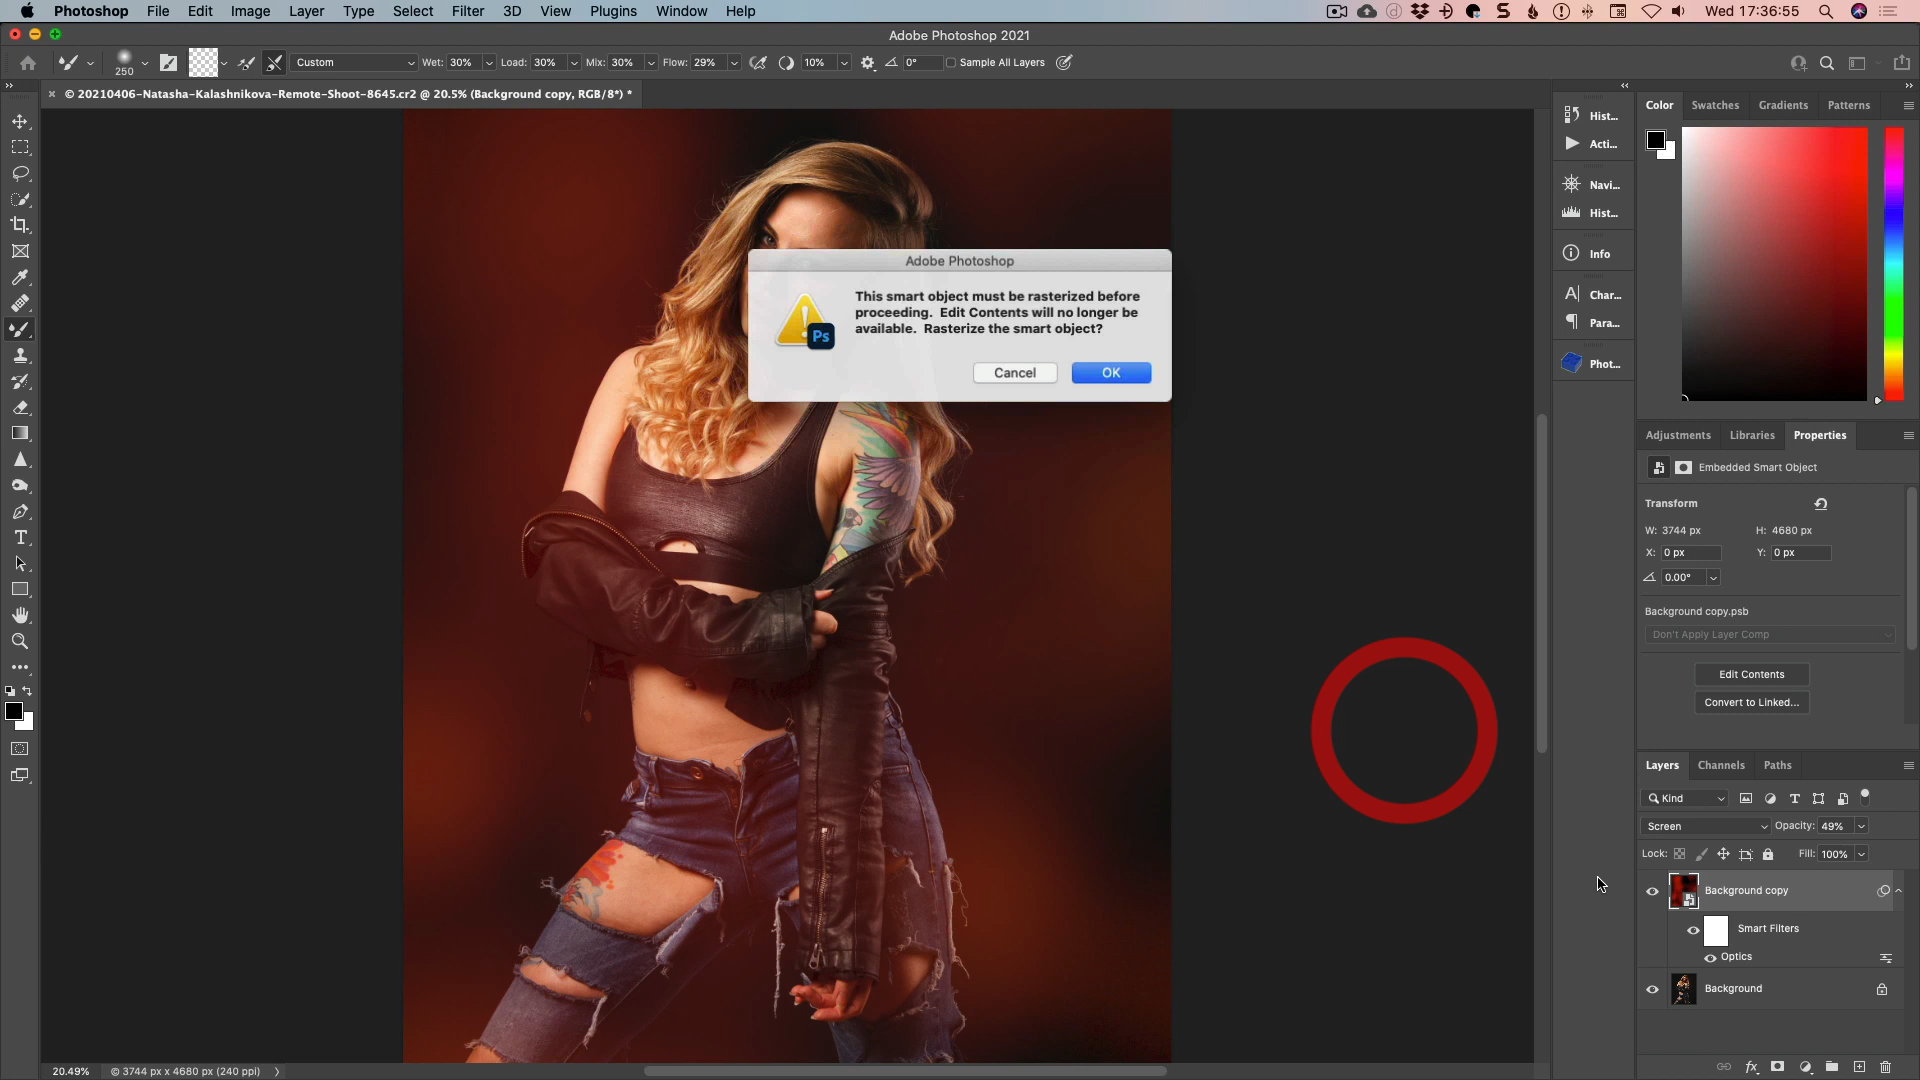 Photoshop File Edit Image Layer Type Select Filter 3D View Plugins Window Help Wed 17:36:55
Adobe Photoshop 2021
250 Custom Wet: 30% Load: 30% Mix: 30% Flow: 29% 10% 0° Sample All Layers
© 20210406-Natasha-Kalashnikova-Remote-Shoot-8645.cr2 @ 20.5% (Background copy, RGB/8*) *
Hist...
Acti...
Navi...
Hist...
Info
Char...
Para...
Phot...
Color Swatches Gradients Patterns
Adobe Photoshop
This smart object must be rasterized before
proceeding. Edit Contents will no longer be
available. Rasterize the smart object?
Ps
Cancel OK
Adjustments Libraries Properties
Embedded Smart Object
Transform
W: 3744 px H: 4680 px
X: 0 px Y: 0 px
0.00°
Background copy.psb
Don't Apply Layer Comp
Edit Contents
Convert to Linked...
Layers Channels Paths
Kind
Screen Opacity: 49%
Lock: Fill: 100%
Background copy
Smart Filters
Optics
Background
fx
20.49% © 3744 px x 4680 px (240 ppi)